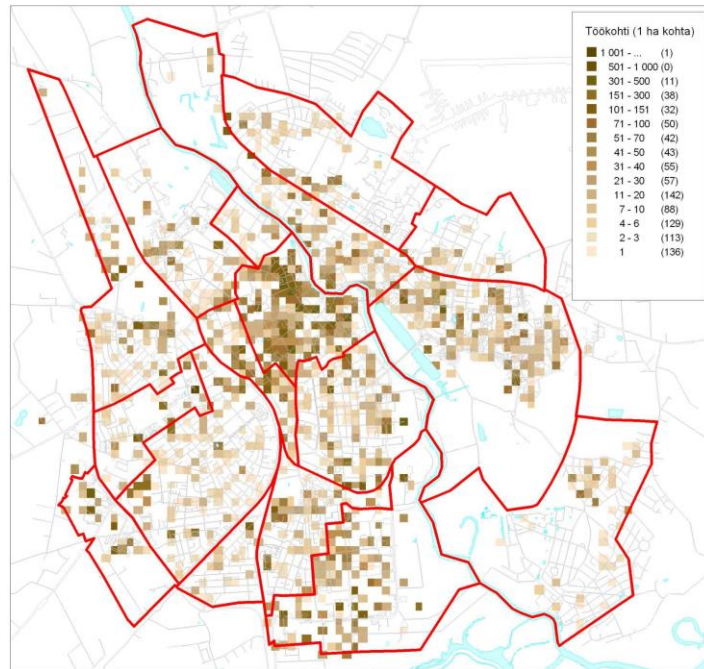 Töökohti (1 ha kohta)
1 001 - ... (1)
501 - 1 000 (0)
301 - 500 (11)
151 - 300 (38)
101 - 151 (32)
71 - 100 (50)
51 - 70 (42)
41 - 50 (43)
31 - 40 (55)
21 - 30 (57)
11 - 20 (142)
7 - 10 (88)
4 - 6 (129)
2 - 3 (113)
1 (136)